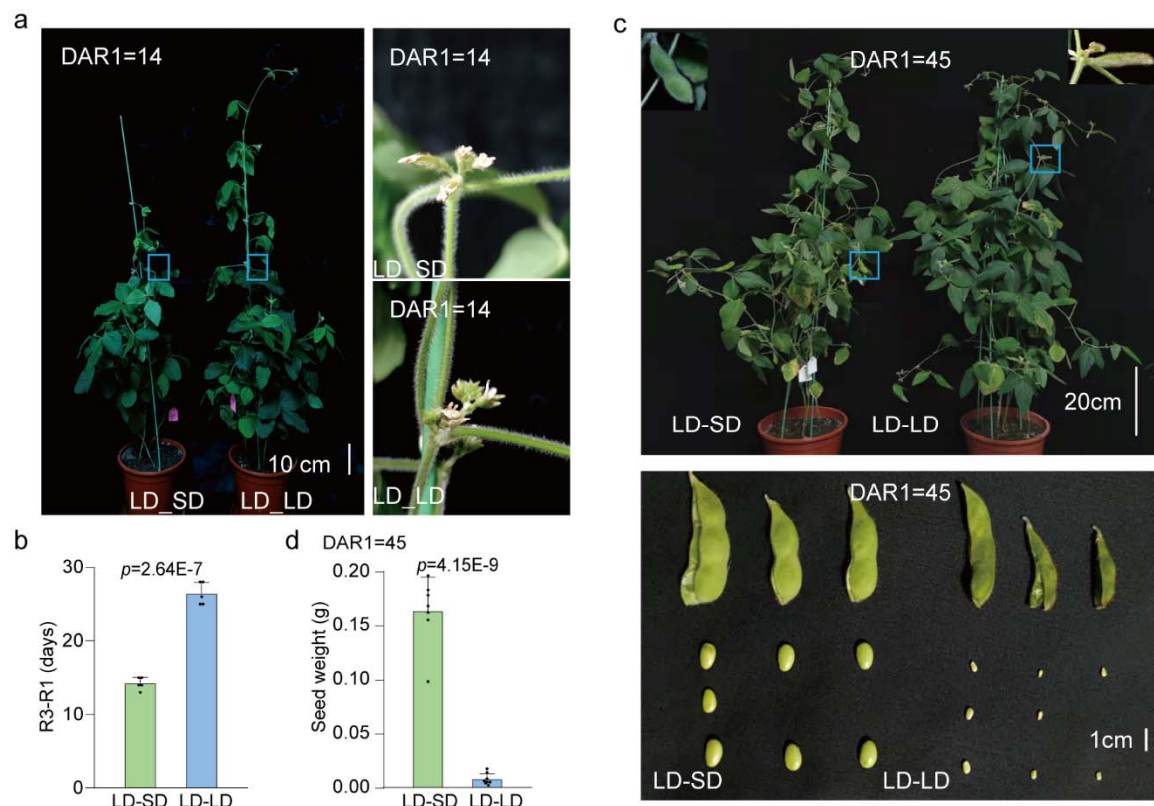 a
DAR1=14
10 cm
LD_SD
LD_LD
DAR1=14
LD_SD
DAR1=14
LD_LD
b
p=2.64E-7
R3-R1 (days)
30
20
10
0
LD-SD
LD-LD
d
DAR1=45
p=4.15E-9
Seed weight (g)
0.20
0.15
0.10
0.05
0.00
LD-SD
LD-LD
c
DAR1=45
LD-SD
LD-LD
20cm
DAR1=45
LD-SD
LD-LD
1cm